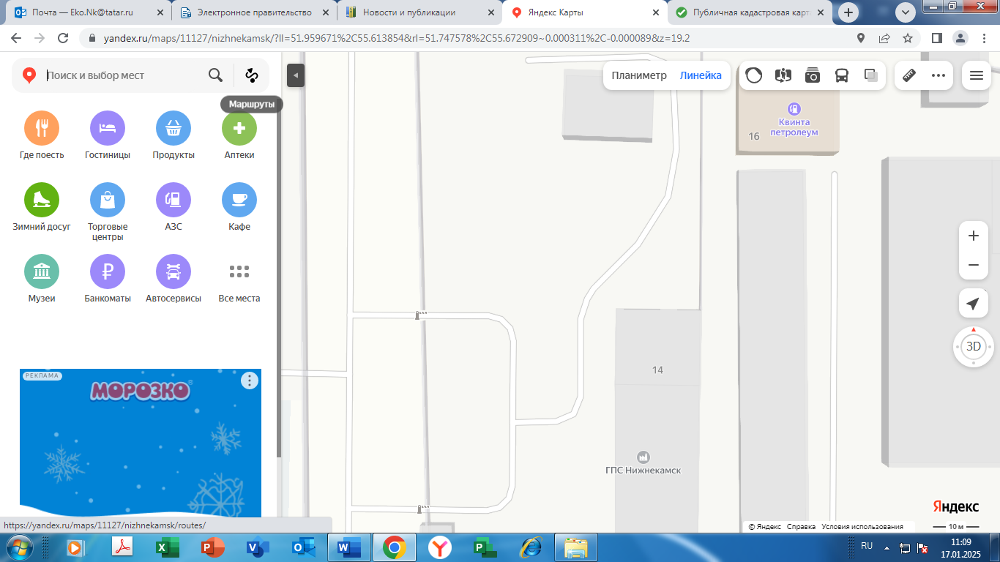 Почта — Eko.Nk@tatar.ru
Электронное правительство
Новости и публикации
Яндекс Карты
Публичная кадастровая карт
yandex.ru/maps/11127/nizhnekamsk/?ll=51.959671%2C55.613854&rl=51.747578%2C55.672909~0.000311%2C-0.000089&z=19.2
Поиск и выбор мест
Маршруты
Планиметр Линейка
Где поесть
Гостиницы
Продукты
Аптеки
Зимний досуг
Торговые центры
АЗС
Кафе
Музеи
Банкоматы
Автосервисы
Все места
РЕКЛАМА
МОРОЗКО
Квинта
петролеум
16
14
ГПС Нижнекамск
3D
Яндекс
© Яндекс Справка Условия использования
10 м
https://yandex.ru/maps/11127/nizhnekamsk/routes/
RU
11:09
17.01.2025